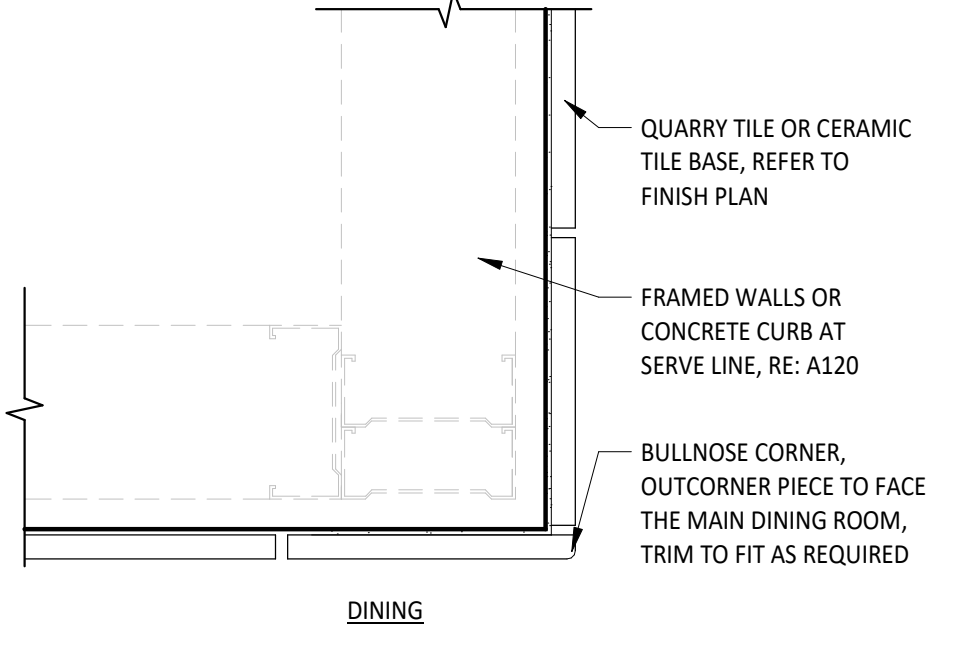 QUARRY TILE OR CERAMIC
TILE BASE, REFER TO
FINISH PLAN
FRAMED WALLS OR
CONCRETE CURB AT
SERVE LINE, RE: A120
BULLNOSE CORNER,
OUTCORNER PIECE TO FACE
THE MAIN DINING ROOM,
TRIM TO FIT AS REQUIRED
DINING